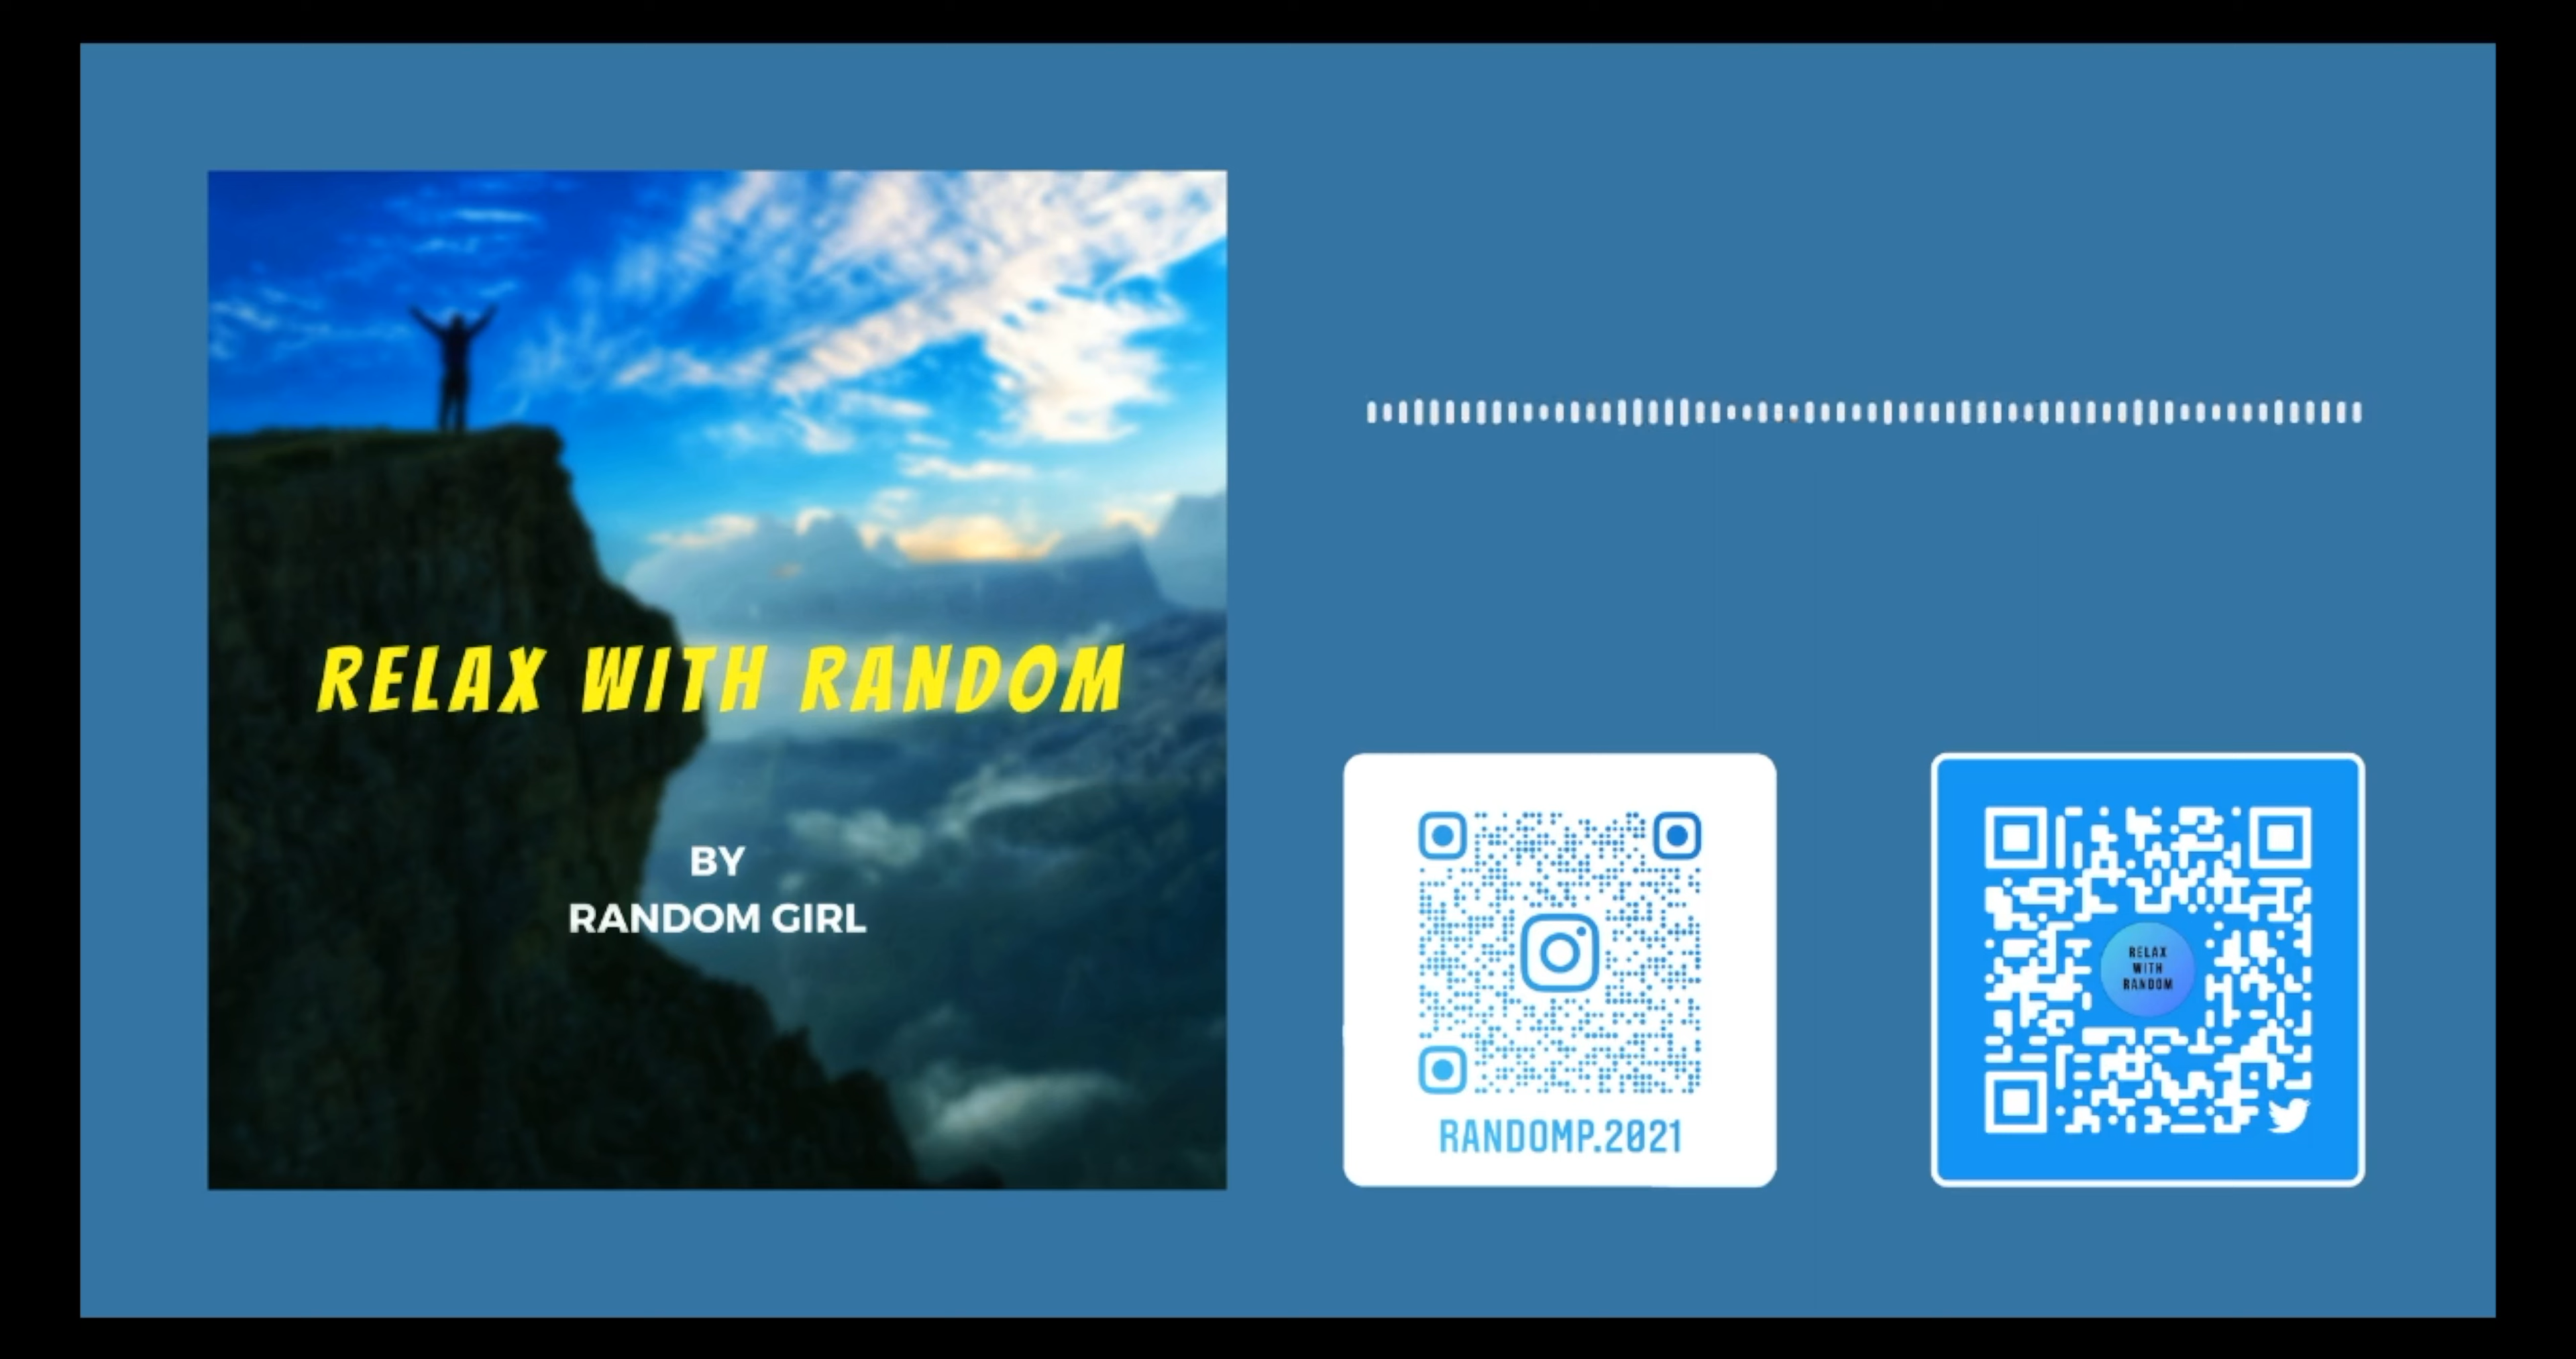 RELAX WITH RANDOM
BY
RANDOM GIRL
RANDOMP.2021
RELAX
WITH
RANDOM